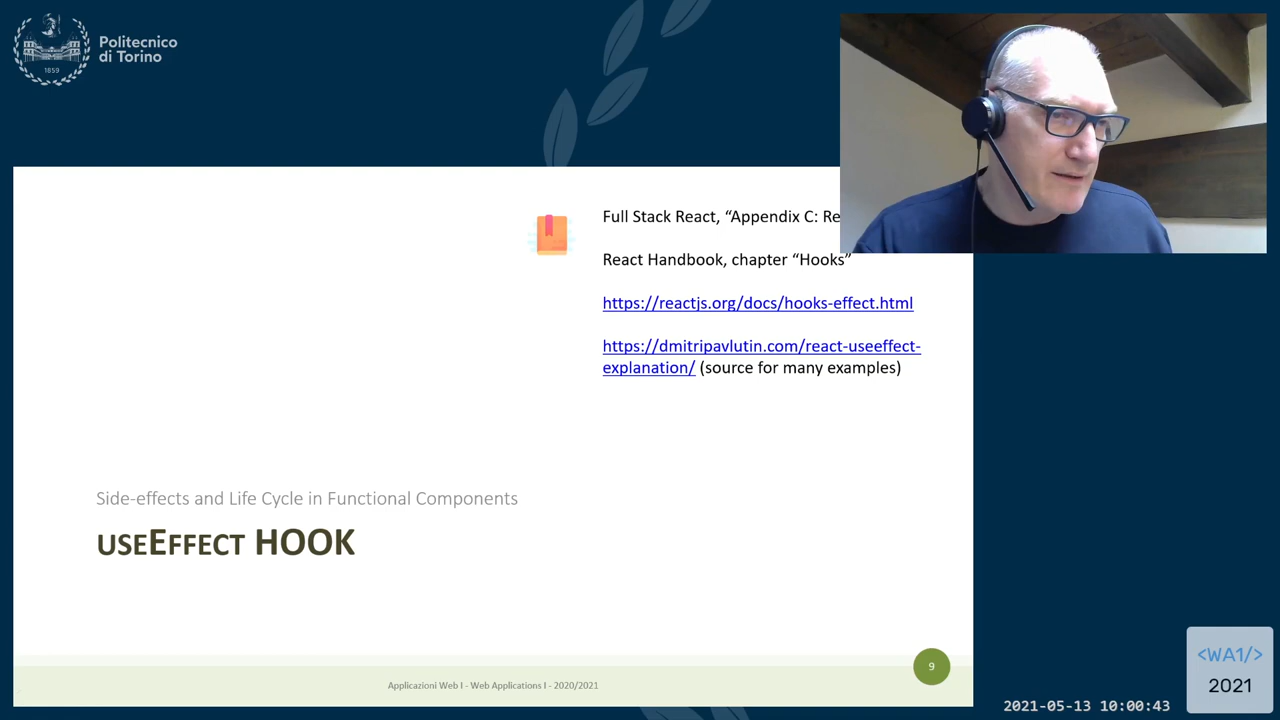 Politecnico
di Torino
1859
Full Stack React, “Appendix C:
React Handbook, chapter “Hooks”
https://reactjs.org/docs/hooks-effect.html
https://dmitripavlutin.com/react-useeffect-
explanation/ (source for many examples)
Side-effects and Life Cycle in Functional Components
USEEFFECT HOOK
9
Applicazioni Web I - Web Applications I - 2020/2021
<WA1/>
2021
2021-05-13 10:00:43